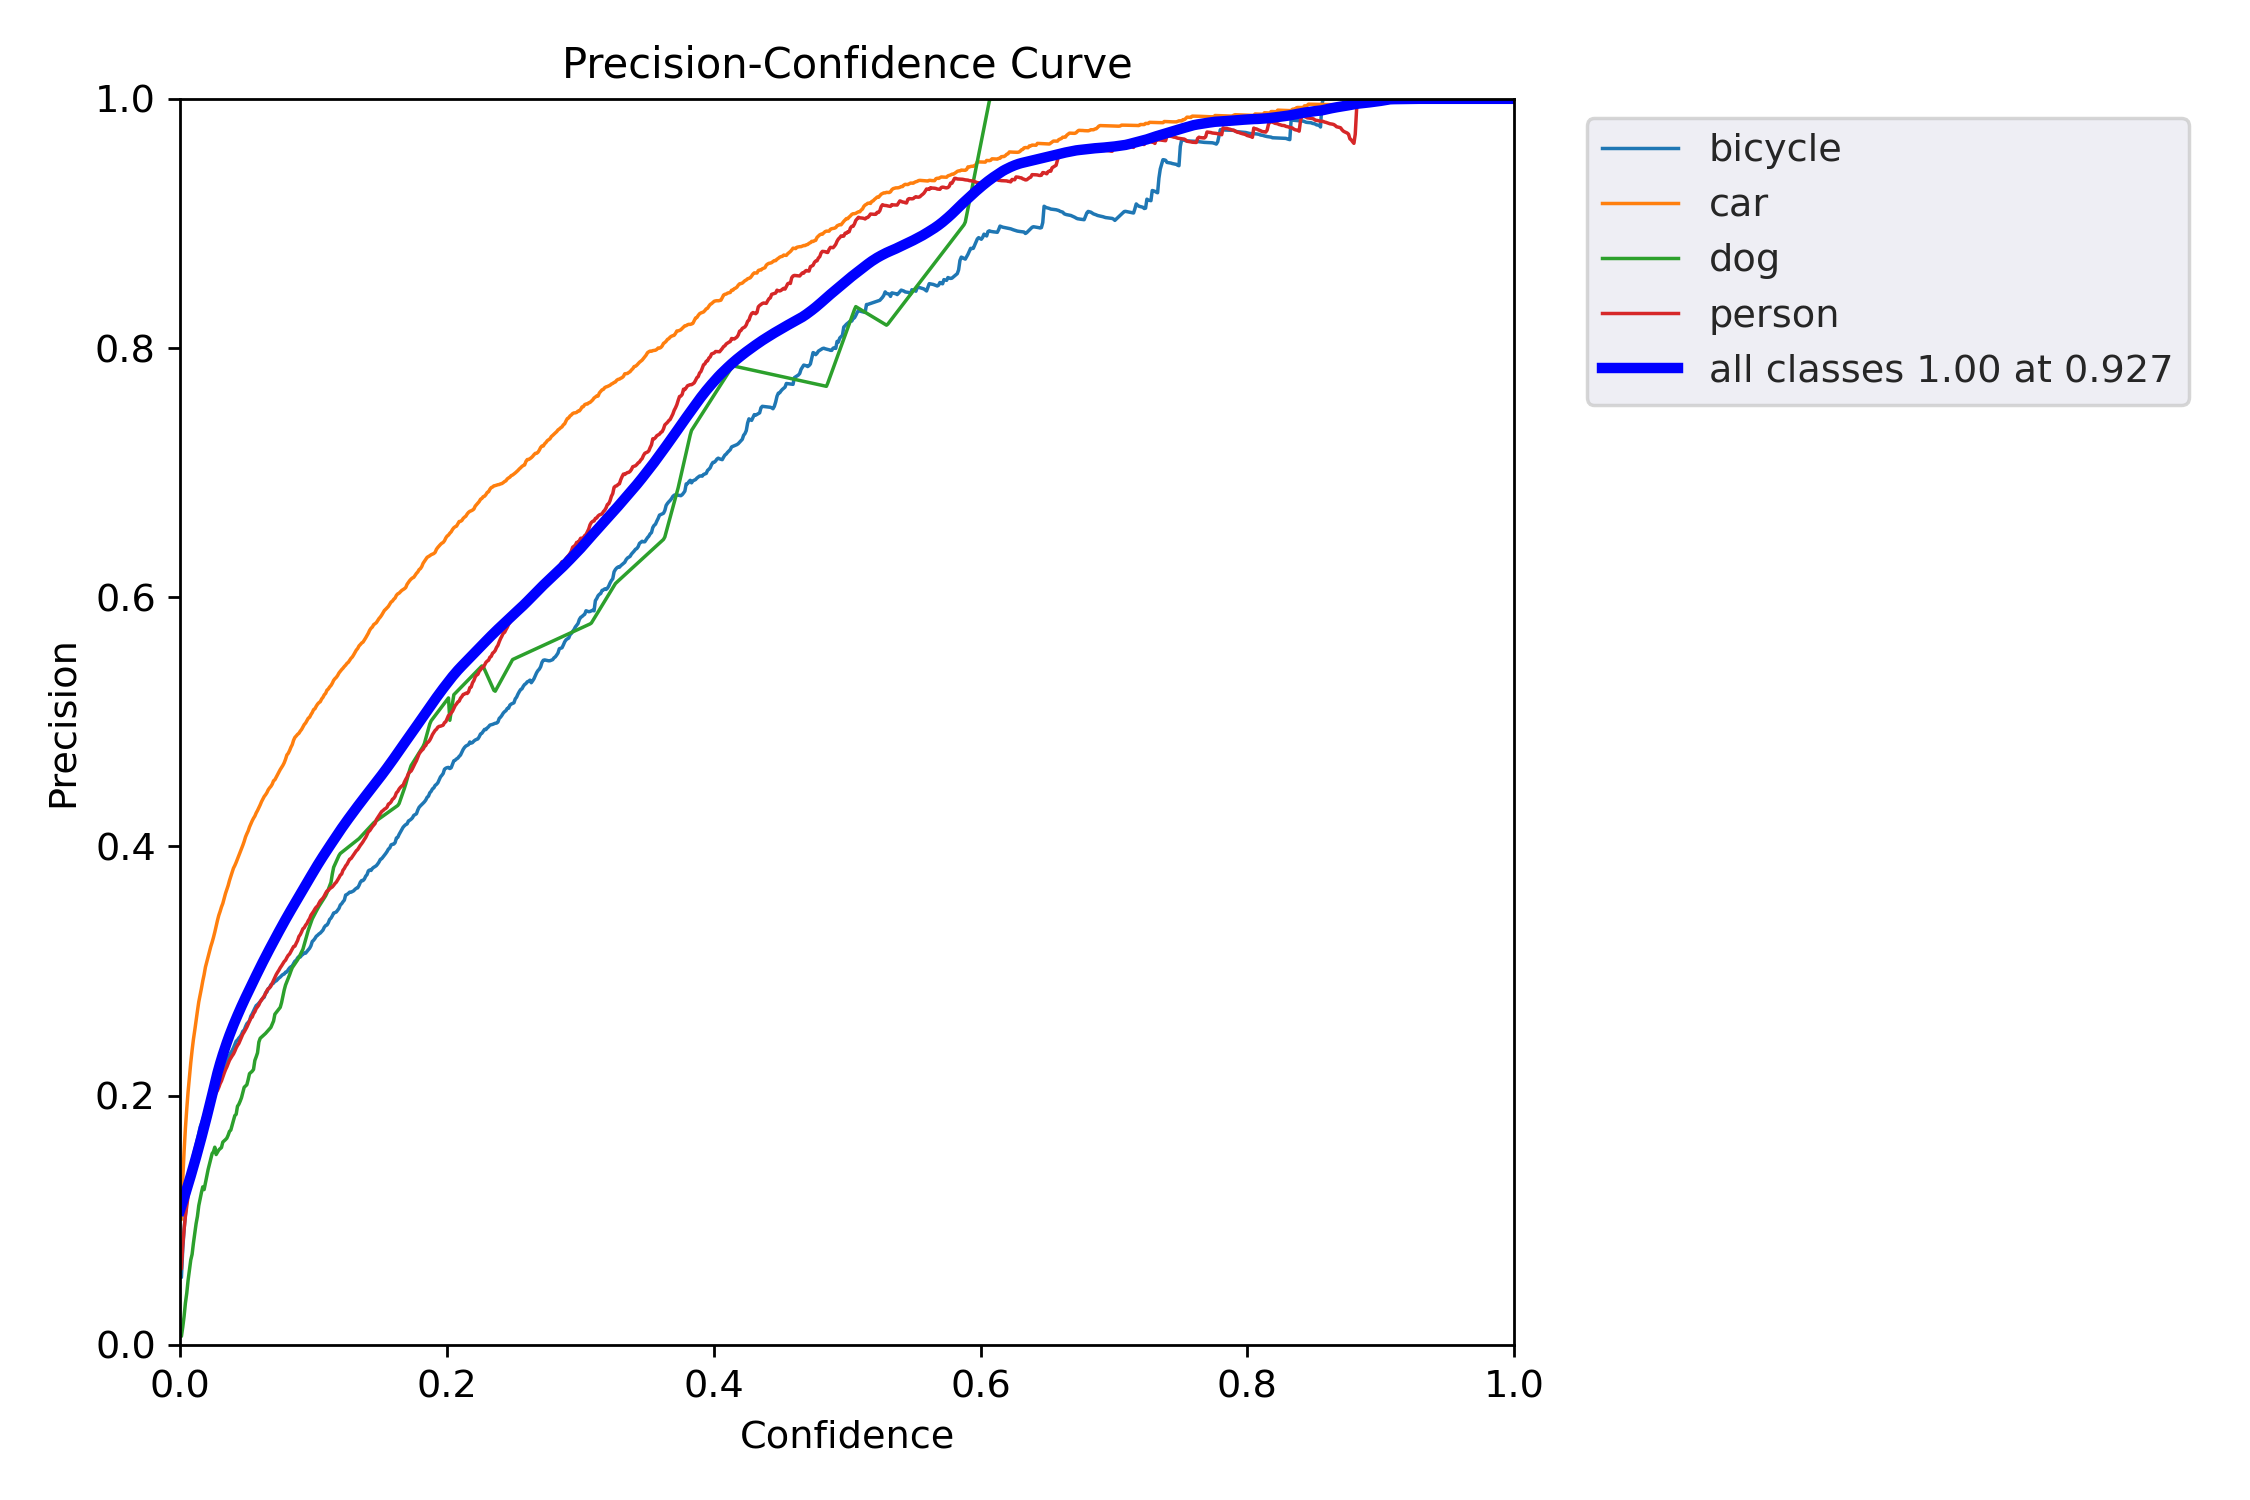 Precision-Confidence Curve
1.0
0.8
0.6
0.4
0.2
0.0
Precision
0.0 0.2 0.4 0.6 0.8 1.0
Confidence
bicycle
car
dog
person
all classes 1.00 at 0.927